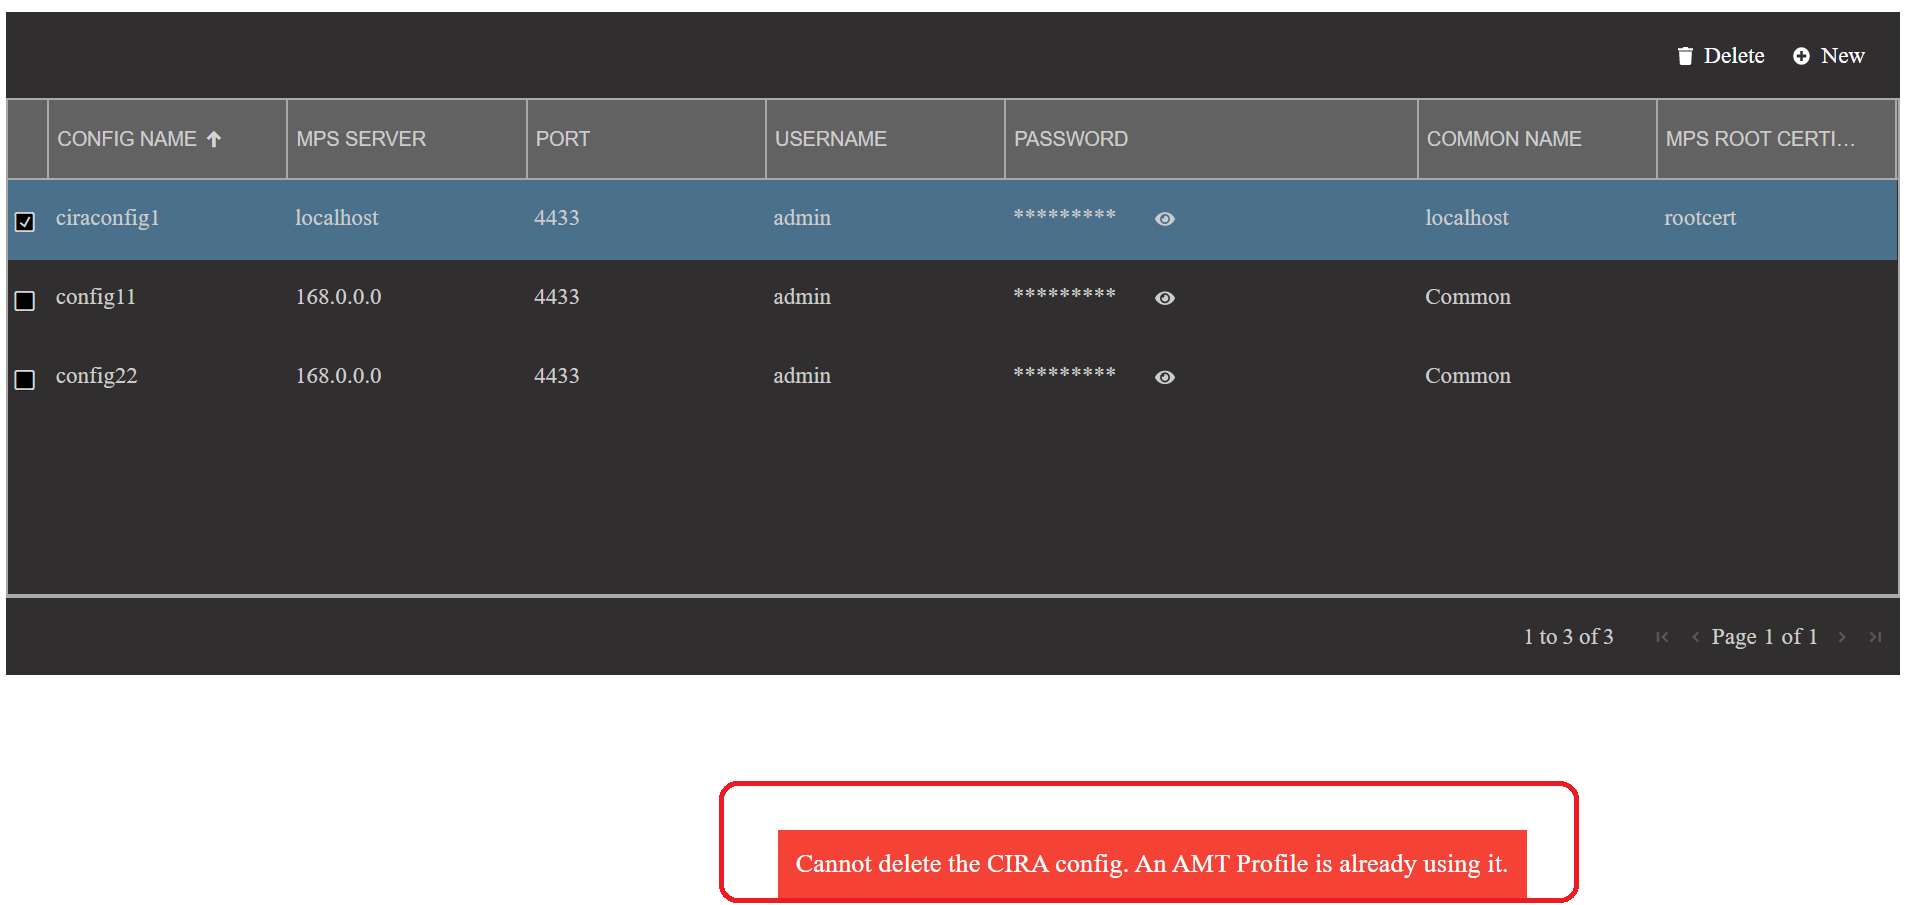 Delete New
CONFIG NAME MPS SERVER PORT USERNAME PASSWORD COMMON NAME MPS ROOT CERTI...
ciraconfig1 localhost 4433 admin ********* localhost rootcert
config11 168.0.0.0 4433 admin ********* Common
config22 168.0.0.0 4433 admin ********* Common
1 to 3 of 3 Page 1 of 1
Cannot delete the CIRA config. An AMT Profile is already using it.